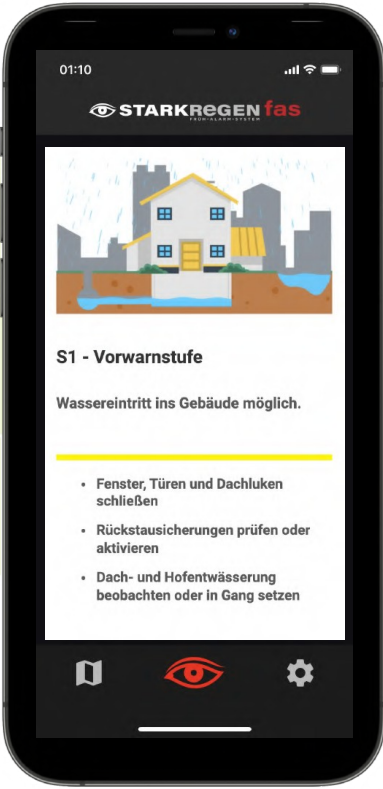 01:10
STARKREGEN fas
FRÜH-ALARMSYSTEM
S1 - Vorwarnstufe
Wassereintritt ins Gebäude möglich.
• Fenster, Türen und Dachluken
schließen
• Rückstausicherungen prüfen oder
aktivieren
• Dach- und Hofentwässerung
beobachten oder in Gang setzen